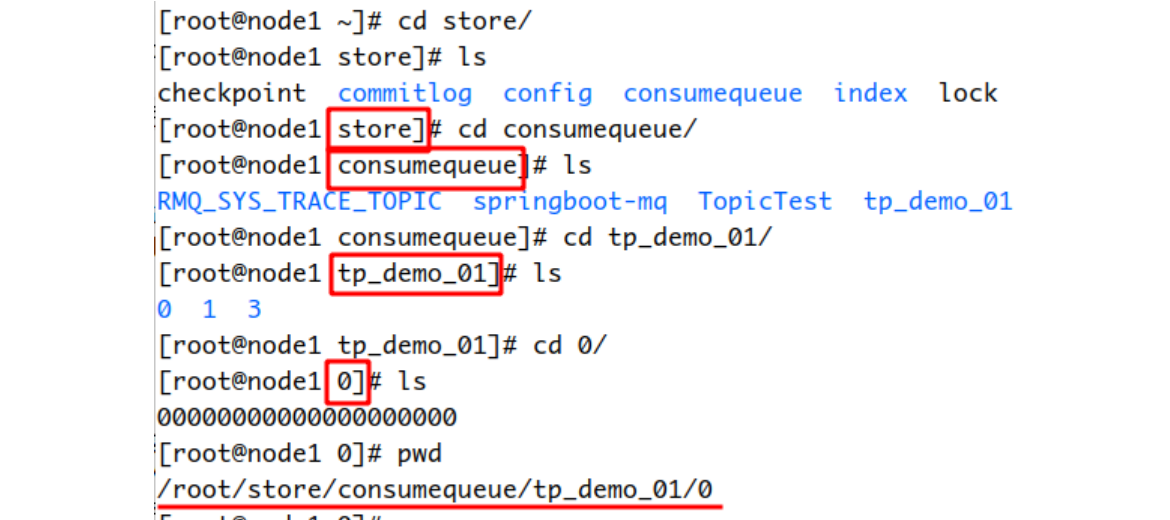 [root@node1 ~]# cd store/
[root@node1 store]# ls
checkpoint  commitlog  config  consumequeue  index  lock
[root@node1 store]# cd consumequeue/
[root@node1 consumequeue]# ls
RMQ_SYS_TRACE_TOPIC  springboot-mq  TopicTest  tp_demo_01
[root@node1 consumequeue]# cd tp_demo_01/
[root@node1 tp_demo_01]# ls
0  1  3
[root@node1 tp_demo_01]# cd 0/
[root@node1 0]# ls
00000000000000000000
[root@node1 0]# pwd
/root/store/consumequeue/tp_demo_01/0